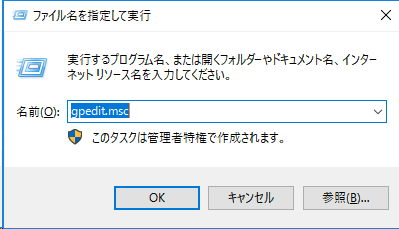 ファイル名を指定して実行
実行するプログラム名、または開くフォルダーやドキュメント名、インター
ネット リソース名を入力してください。
名前(O): gpedit.msc
このタスクは管理者特権で作成されます。
OK キャンセル 参照(B)...